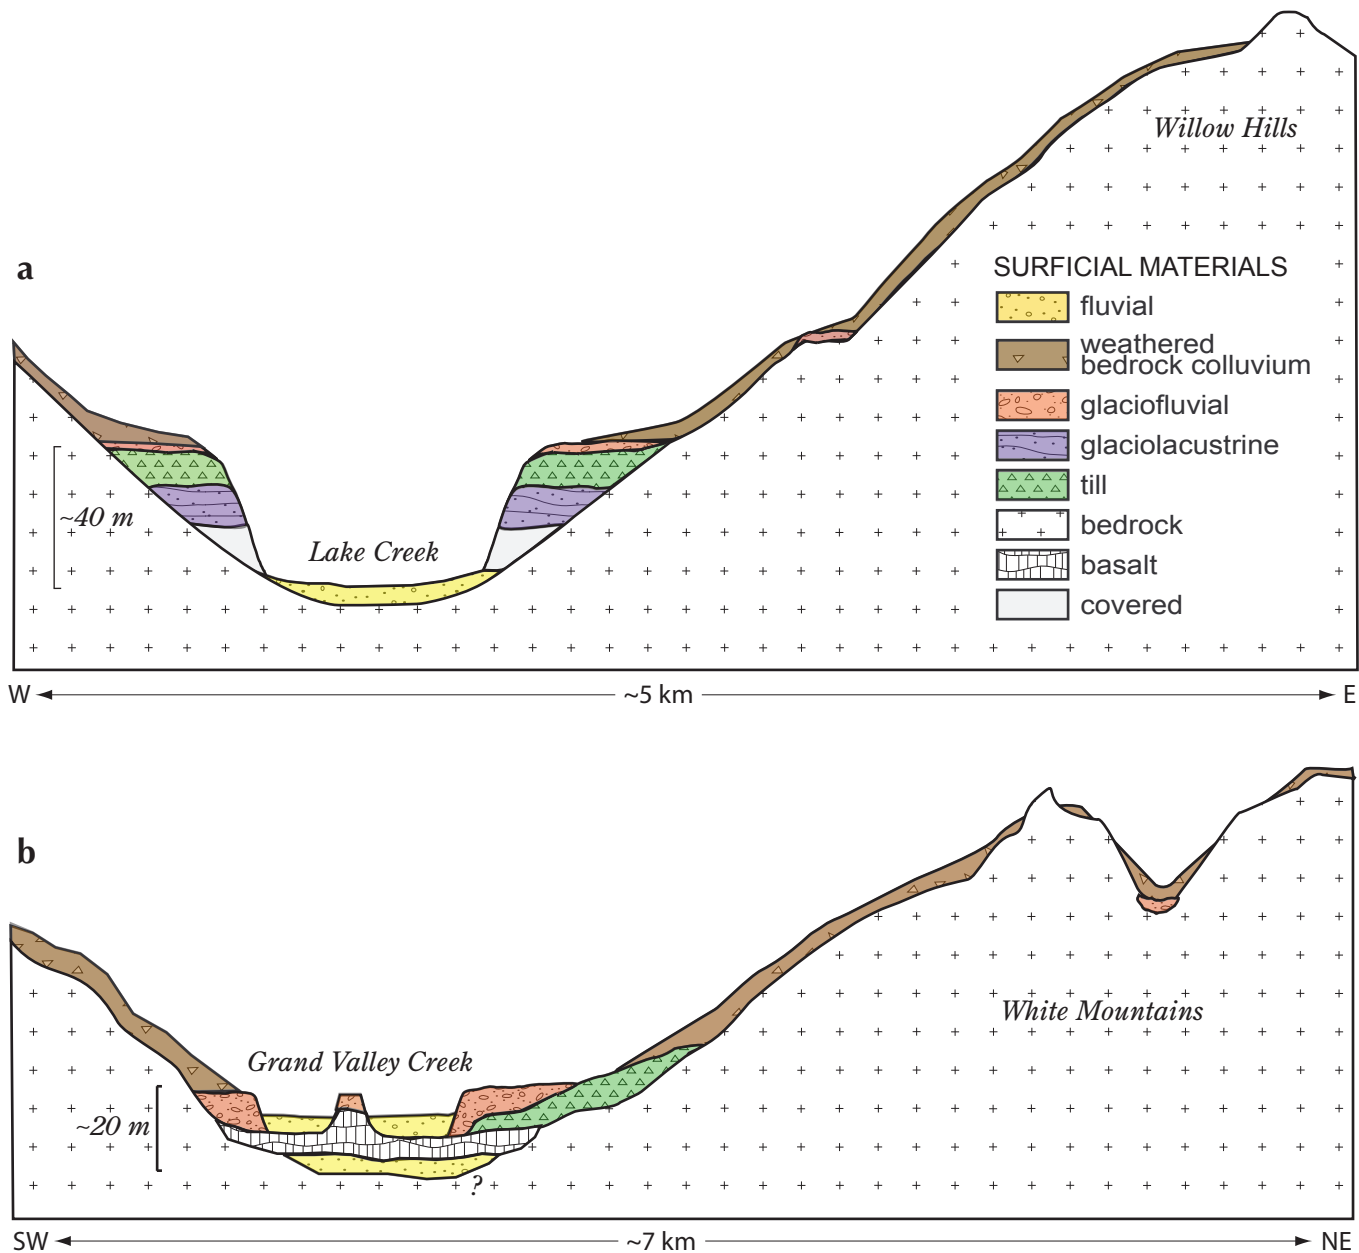 a
Willow Hills
SURFICIAL MATERIALS
fluvial
weathered
bedrock colluvium
glaciofluvial
glaciolacustrine
till
bedrock
basalt
covered
~40 m
Lake Creek
W
~5 km
E
b
White Mountains
Grand Valley Creek
~20 m
?
SW
~7 km
NE